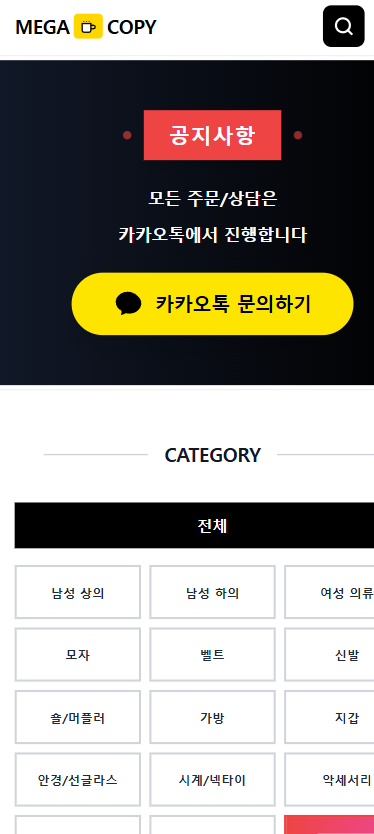 MEGA COPY
공지사항
모든 주문/상담은
카카오톡에서 진행합니다
카카오톡 문의하기
CATEGORY
전체
남성 상의 남성 하의 여성 의류
모자 벨트 신발
숄/머플러 가방 지갑
안경/선글라스 시계/넥타이 악세서리